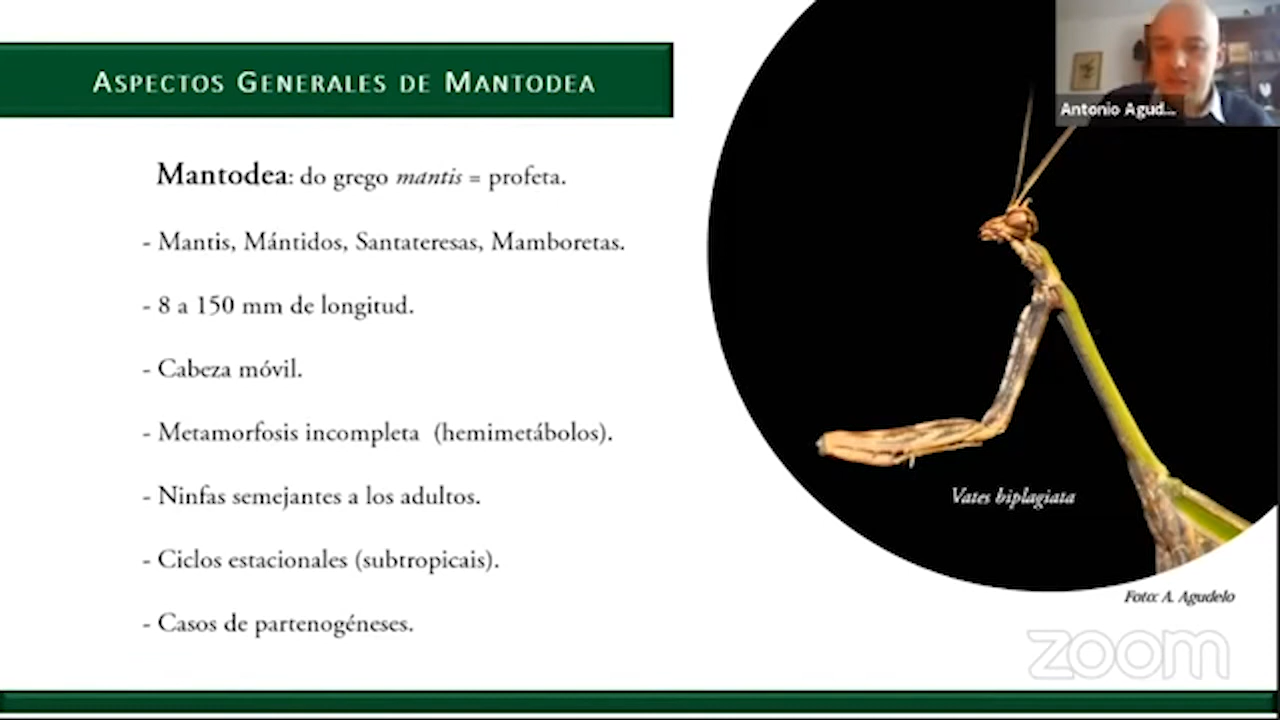 Aspectos Generales de Mantodea
Antonio Agud...
Mantodea: do grego mantis = profeta.
- Mantis, Mántidos, Santateresas, Mamboretas.
- 8 a 150 mm de longitud.
- Cabeza móvil.
- Metamorfosis incompleta (hemimetábolos).
- Ninfas semejantes a los adultos.
- Ciclos estacionales (subtropicais).
- Casos de partenogéneses.
Vates biplagiata
Foto: A. Agudelo
zoom